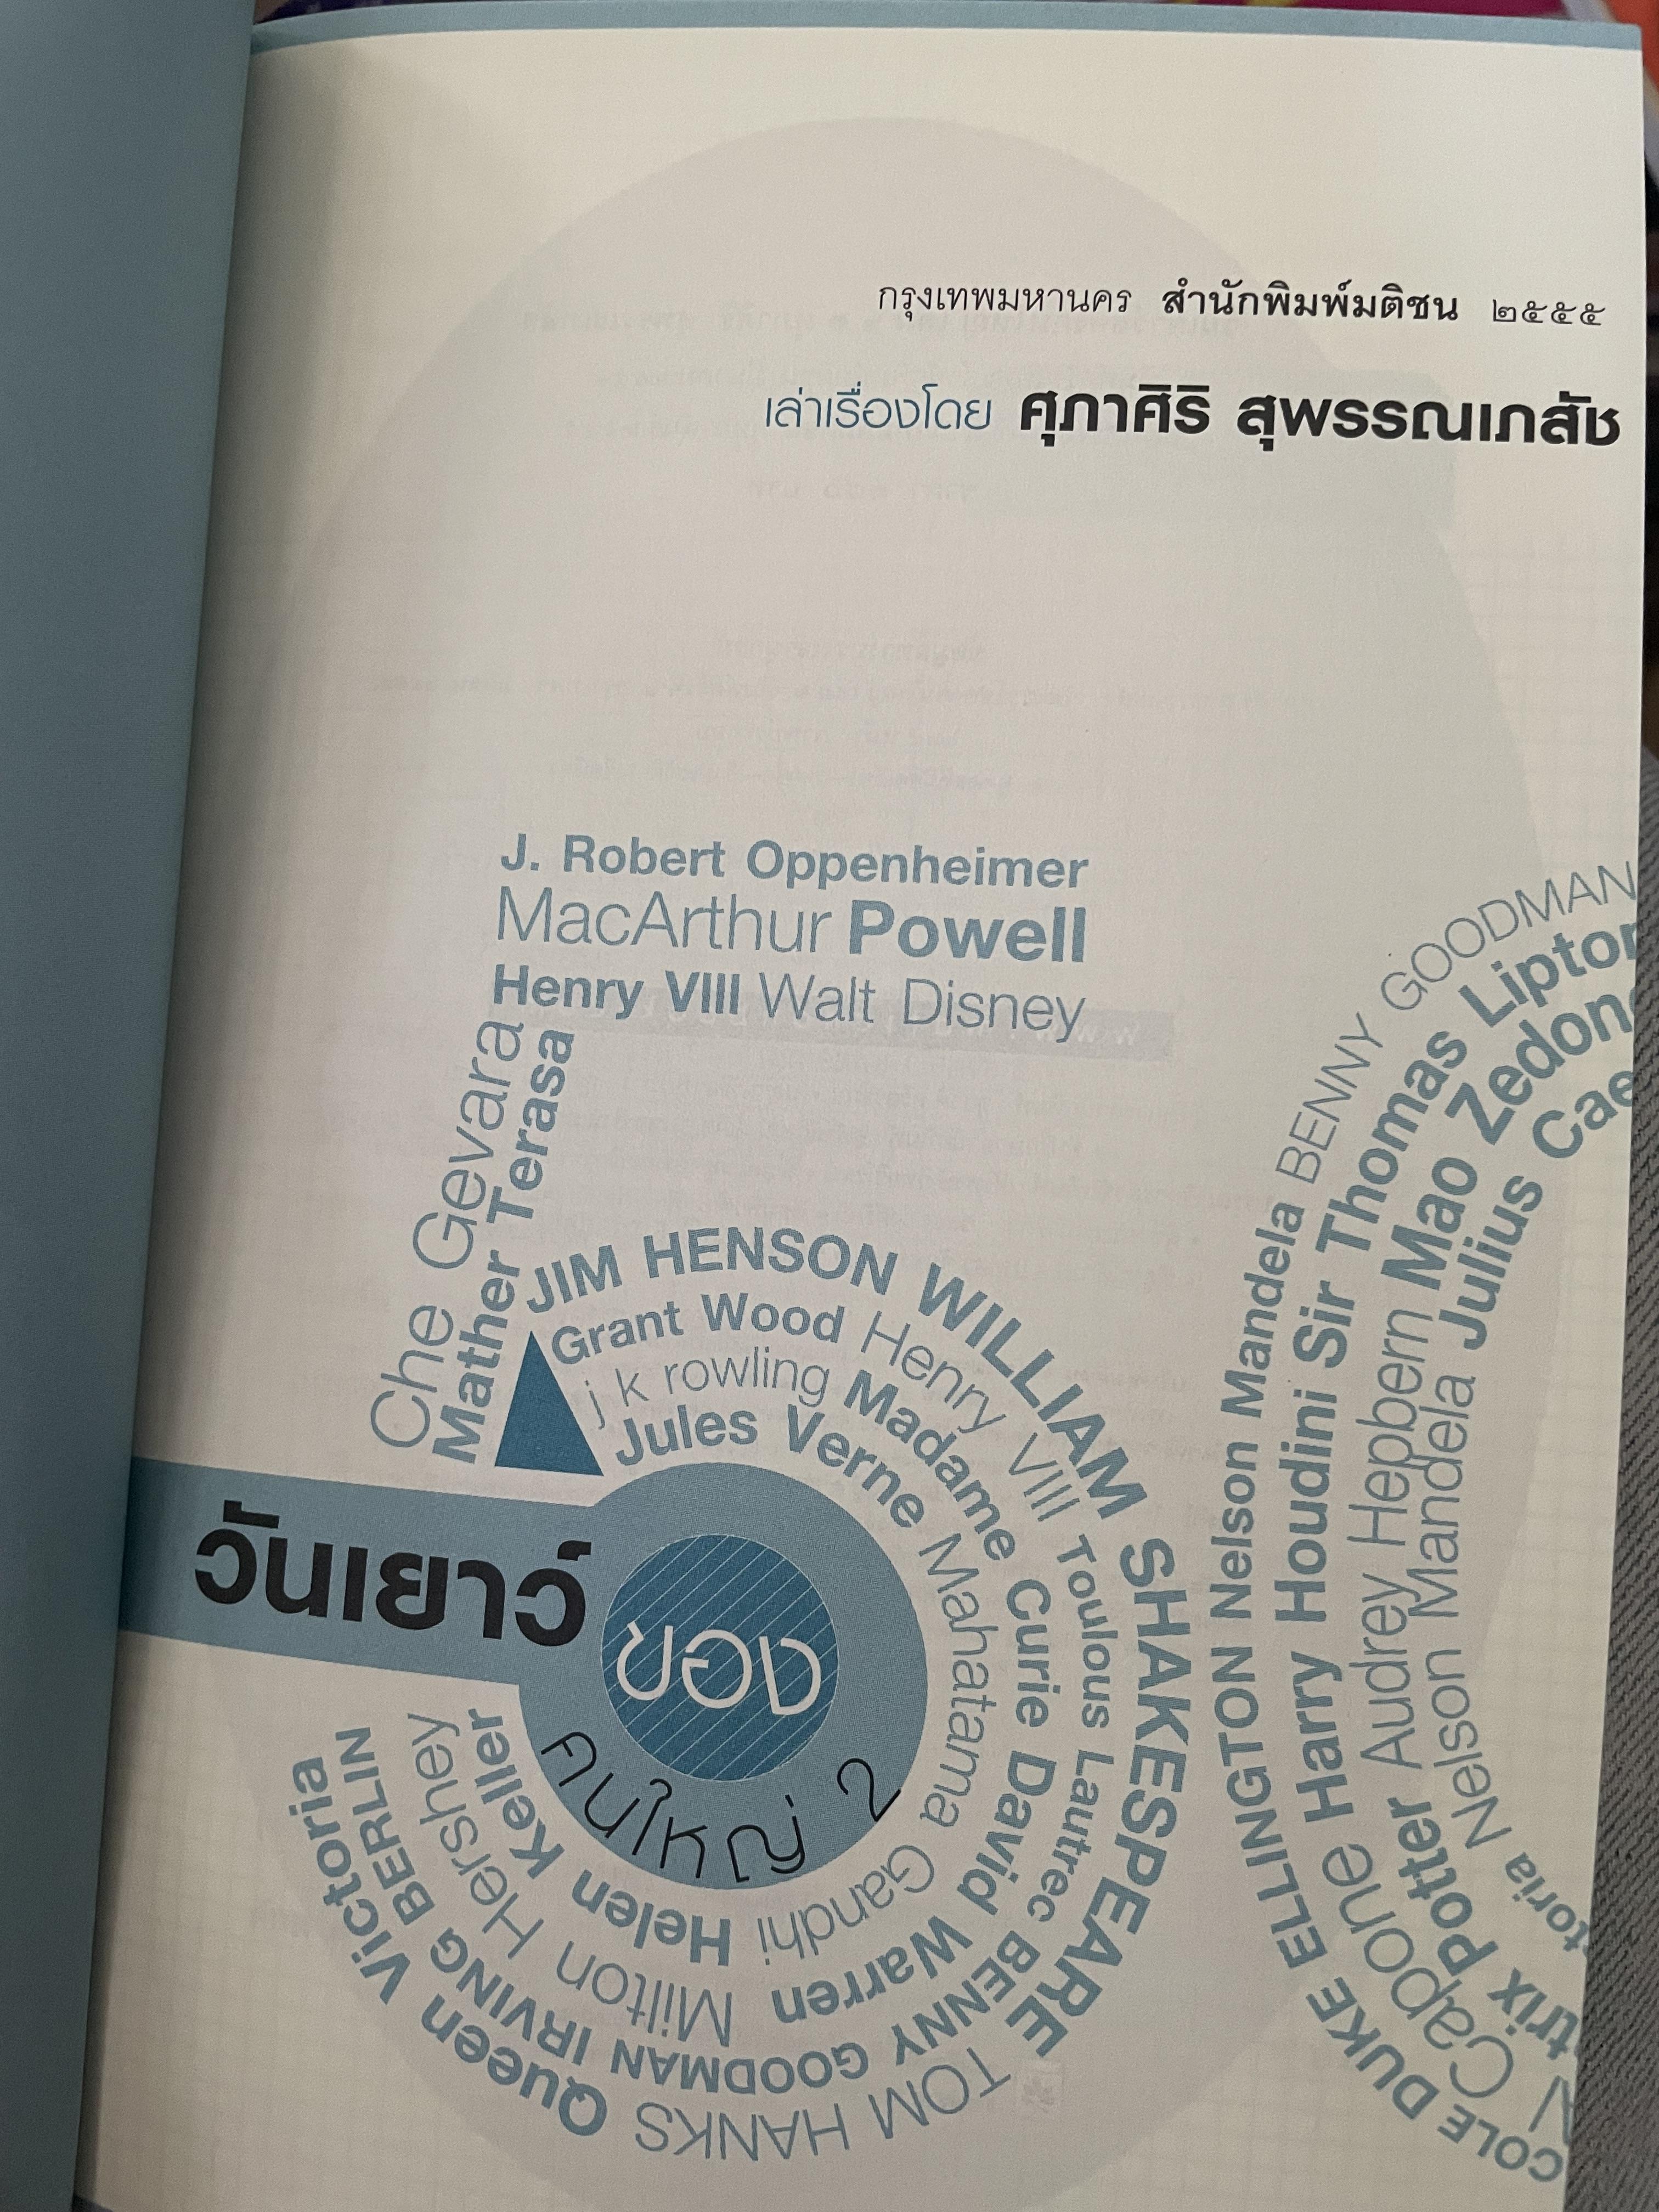 กรุงเทพมหานคร สำนักพิมพ์มติชน ๒๕๕๕
เล่าเรื่องโดย ศุภาศิริ สุพรรณเภสัช
J. Robert Oppenheimer
MacArthur Powell
Henry VIII Walt Disney
Che Gevara
Mather Terasa
JIM HENSON WILLIAM SHAKESPEARE
Grant Wood Henry VIII Toulous Lautrec BENNY GOODMAN IRVING BERLIN
j k rowling Madame Curie David Warren Milton Hershey
Jules Verne Mahatama Gandhi Helen Keller
TOM HANKS Queen Victoria
วันเยาว์
ของ
คนใหญ่ 2
COLE DUKE ELLINGTON Nelson Mandela BENNY GOODMAN
Capone Harry Houdini Sir Thomas Lipton
Potter Audrey Hepbern Mao Zedong
Nelson Mandela Julius